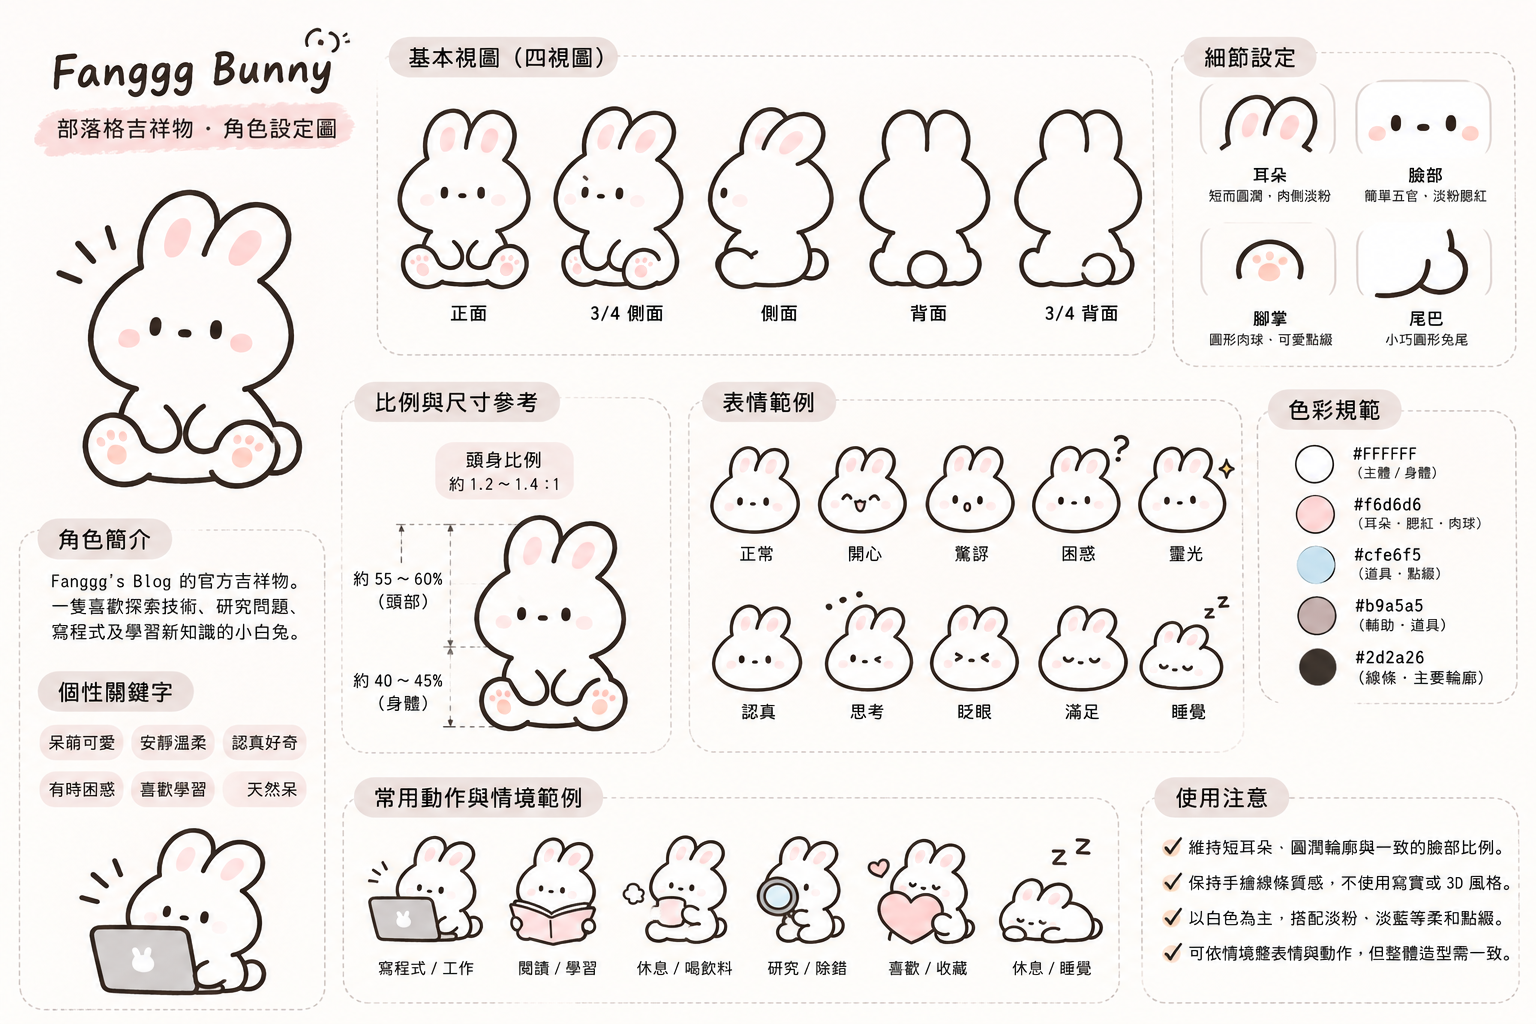 Fanggg Bunny
部落格吉祥物・角色設定圖
基本視圖（四視圖）
正面
3/4 側面
側面
背面
3/4 背面
細節設定
耳朵
短而圓潤・肉側淡粉
臉部
簡單五官・淡粉腮紅
腳掌
圓形肉球・可愛點綴
尾巴
小巧圓形兔尾
角色簡介
Fanggg's Blog 的官方吉祥物。
一隻喜歡探索技術、研究問題、
寫程式及學習新知識的小白兔。
個性關鍵字
呆萌可愛
安靜溫柔
認真好奇
有時困惑
喜歡學習
天然呆
比例與尺寸參考
頭身比例
約 1.2～1.4：1
約 55～60%
（頭部）
約 40～45%
（身體）
表情範例
?
正常
開心
驚訝
困惑
靈光
z z
認真
思考
眨眼
滿足
睡覺
色彩規範
#FFFFFF
（主體 / 身體）
#f6d6d6
（耳朵・腮紅・肉球）
#cfe6f5
（道具・點綴）
#b9a5a5
（輔助・道具）
#2d2a26
（線條・主要輪廓）
常用動作與情境範例
z z
寫程式 / 工作
閱讀 / 學習
休息 / 喝飲料
研究 / 除錯
喜歡 / 收藏
休息 / 睡覺
使用注意
維持短耳朵、圓潤輪廓與一致的臉部比例。
保持手繪線條質感，不使用寫實或 3D 風格。
以白色為主，搭配淡粉、淡藍等柔和點綴。
可依情境整表情與動作，但整體造型需一致。